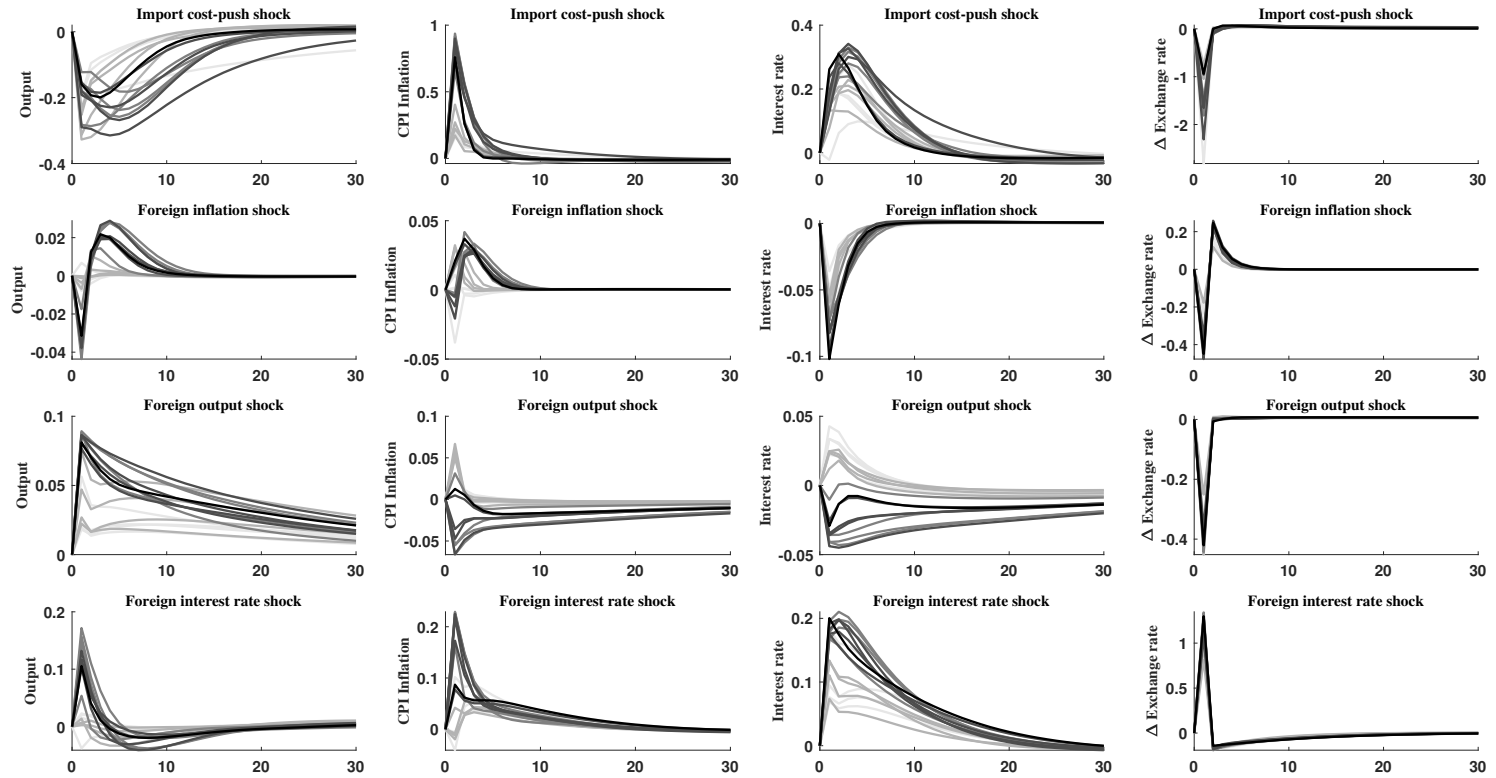 Import cost-push shock
Output
0
-0.2
-0.4
0 10 20 30
Import cost-push shock
CPI Inflation
1
0.5
0
0 10 20 30
Import cost-push shock
Interest rate
0.4
0.2
0
0 10 20 30
Import cost-push shock
Δ Exchange rate
0
-1
-2
0 10 20 30
Foreign inflation shock
Output
0.02
0
-0.02
-0.04
0 10 20 30
Foreign inflation shock
CPI Inflation
0.05
0
-0.05
0 10 20 30
Foreign inflation shock
Interest rate
0
-0.05
-0.1
0 10 20 30
Foreign inflation shock
Δ Exchange rate
0.2
0
-0.2
-0.4
0 10 20 30
Foreign output shock
Output
0.1
0.05
0
0 10 20 30
Foreign output shock
CPI Inflation
0.1
0.05
0
-0.05
0 10 20 30
Foreign output shock
Interest rate
0.05
0
-0.05
0 10 20 30
Foreign output shock
Δ Exchange rate
0
-0.2
-0.4
0 10 20 30
Foreign interest rate shock
Output
0.2
0.1
0
0 10 20 30
Foreign interest rate shock
CPI Inflation
0.2
0.1
0
0 10 20 30
Foreign interest rate shock
Interest rate
0.2
0.1
0
0 10 20 30
Foreign interest rate shock
Δ Exchange rate
1
0.5
0
0 10 20 30